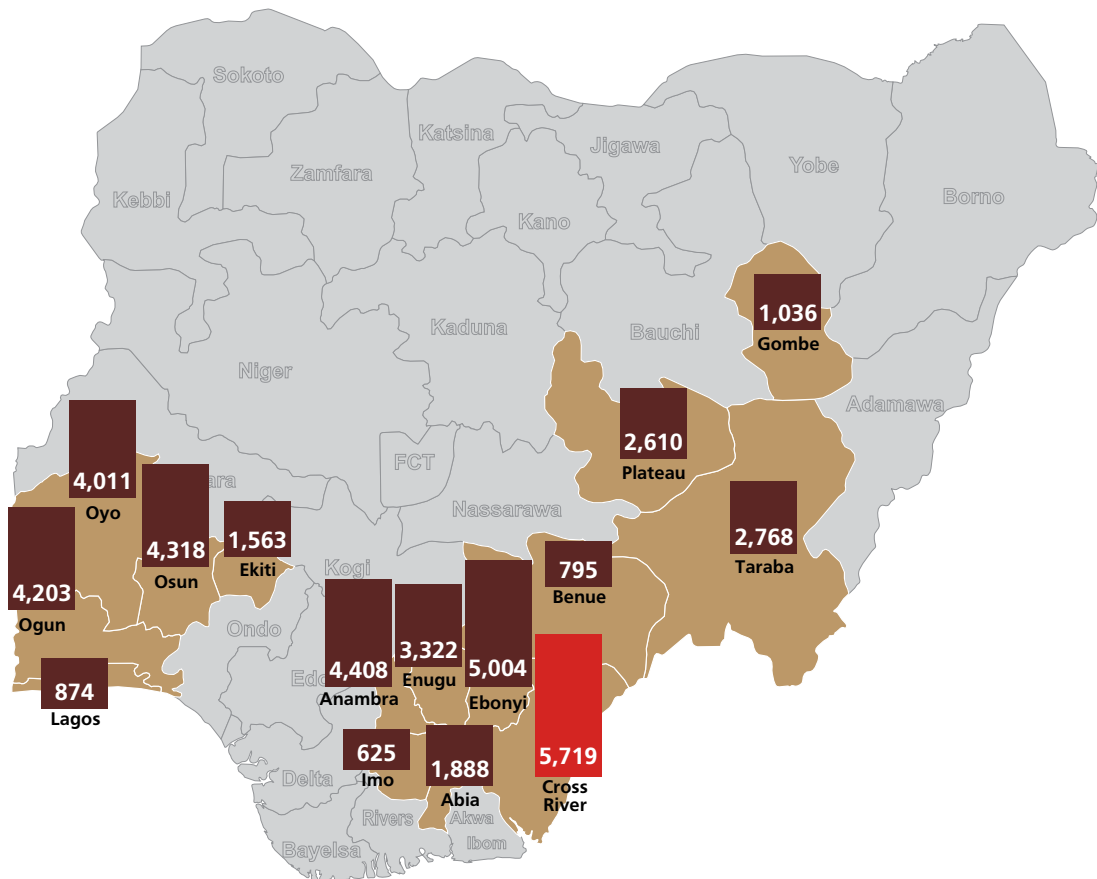 Sokoto
Katsina
Jigawa
Yobe
Zamfara
Kebbi
Borno
Kano
1,036
Gombe
Kaduna
Bauchi
Niger
Adamawa
2,610
Plateau
4,011
Oyo
FCT
ara
4,318
Osun
1,563
Ekiti
Nassarawa
2,768
Taraba
4,203
Ogun
Kogi
795
Benue
Ondo
874
Lagos
Edo
4,408
Anambra
3,322
Enugu
5,004
Ebonyi
5,719
Cross
River
625
Imo
1,888
Abia
Delta
Rivers
Akwa
Ibom
Bayelsa